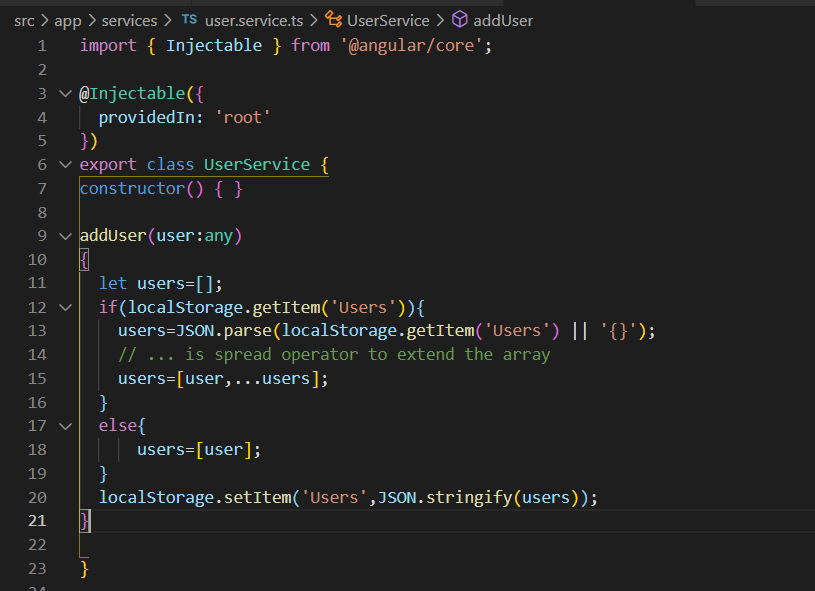 src > app > services > TS user.service.ts > UserService > addUser
1 import { Injectable } from '@angular/core';
2
3 @Injectable({
4 providedIn: 'root'
5 })
6 export class UserService {
7 constructor() { }
8
9 addUser(user:any)
10 {
11 let users=[];
12 if(localStorage.getItem('Users')){
13 users=JSON.parse(localStorage.getItem('Users') || '{}');
14 // ... is spread operator to extend the array
15 users=[user,...users];
16 }
17 else{
18 users=[user];
19 }
20 localStorage.setItem('Users',JSON.stringify(users));
21 }
22
23 }
24